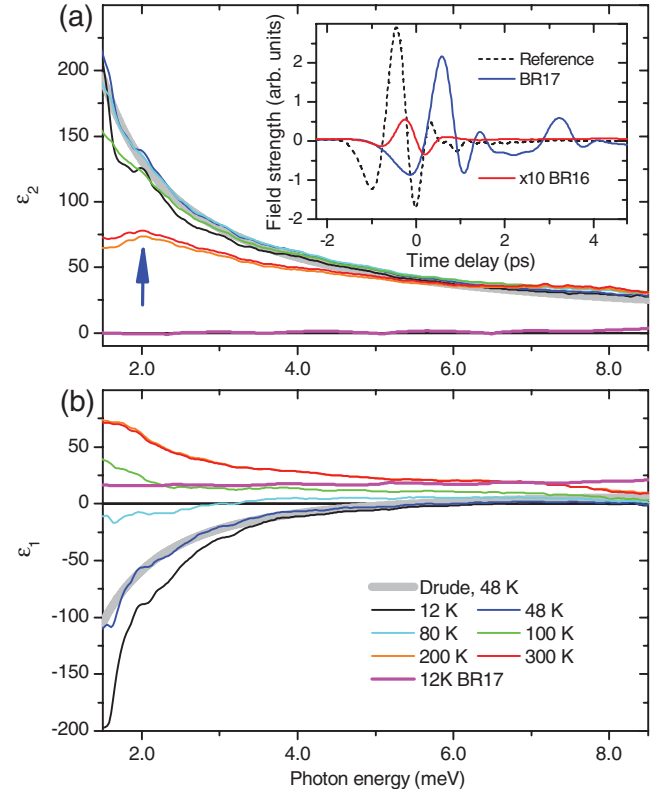 (a)
200
150
100
50
0
ε2
2.0 4.0 6.0 8.0
Field strength (arb. units)
2
1
0
-1
-2
-2 0 2 4
Time delay (ps)
Reference
BR17
x10 BR16
(b)
50
0
-50
-100
-150
-200
ε1
Drude, 48 K
12 K 48 K
80 K 100 K
200 K 300 K
12K BR17
2.0 4.0 6.0 8.0
Photon energy (meV)